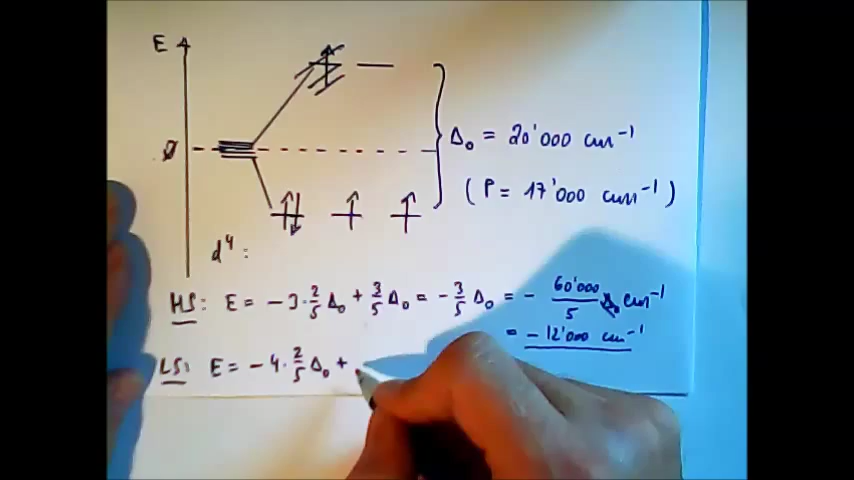 E
Δ₀ = 20'000 cm⁻¹
0
(P = 17'000 cm⁻¹)
d⁴:
HS: E = -3·2/5 Δ₀ + 3/5 Δ₀ = -3/5 Δ₀ = - 60'000/5 cm⁻¹
= -12'000 cm⁻¹
LS: E = -4·2/5 Δ₀ +